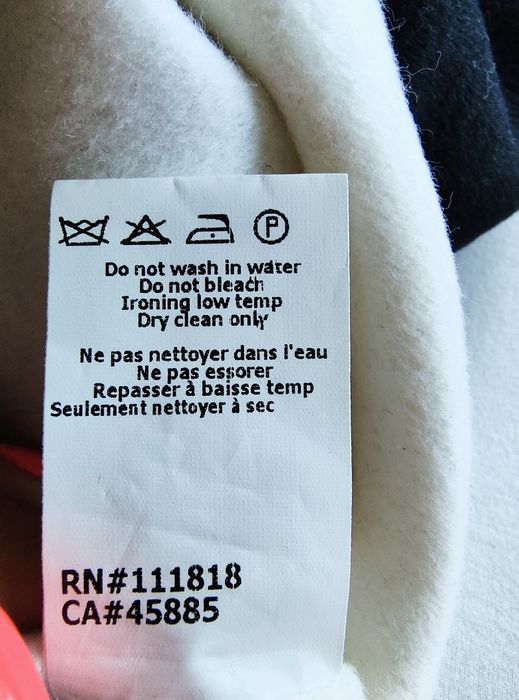 P
Do not wash in water
Do not bleach
Ironing low temp
Dry clean only
Ne pas nettoyer dans l'eau
Ne pas essorer
Repasser à baisse temp
Seulement nettoyer à sec
RN#111818
CA#45885